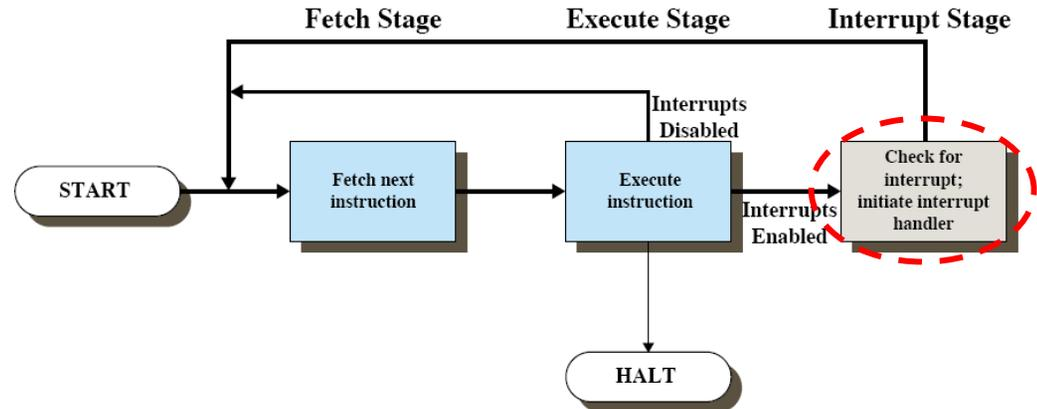 Fetch Stage
Execute Stage
Interrupt Stage
Interrupts
Disabled
START
Fetch next
instruction
Execute
instruction
Interrupts
Enabled
Check for
interrupt;
initiate interrupt
handler
HALT